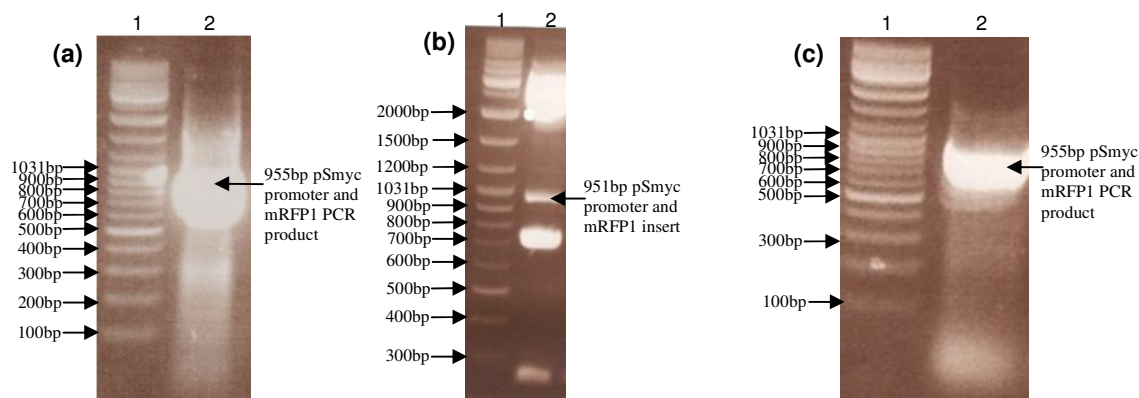 (a)
1 2
1031bp
900bp
800bp
700bp
600bp
500bp
400bp
300bp
200bp
100bp
955bp pSmyc
promoter and
mRFP1 PCR
product
(b)
1 2
2000bp
1500bp
1200bp
1031bp
900bp
800bp
700bp
600bp
500bp
400bp
300bp
951bp pSmyc
promoter and
mRFP1 insert
(c)
1 2
1031bp
900bp
800bp
700bp
600bp
500bp
300bp
100bp
955bp pSmyc
promoter and
mRFP1 PCR
product